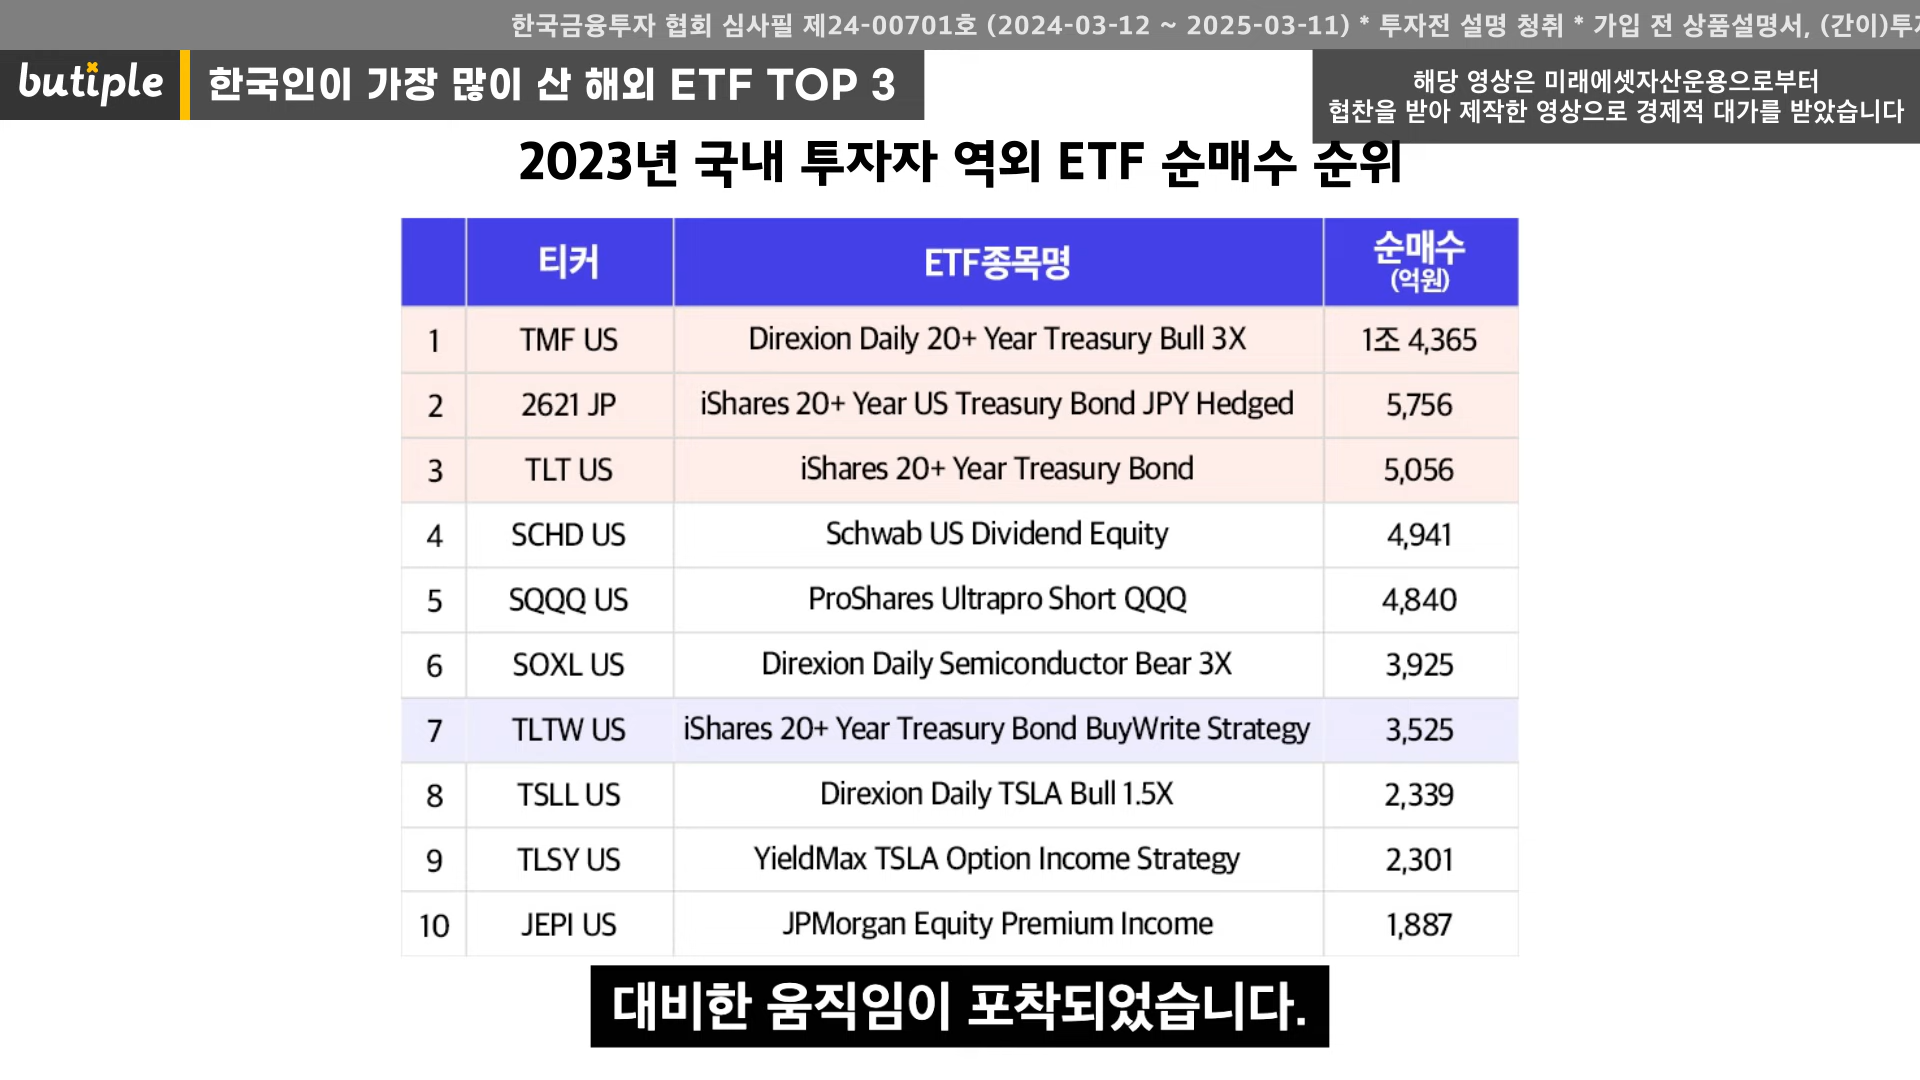 한국금융투자 협회 심사필 제24-00701호 (2024-03-12 ~ 2025-03-11) * 투자전 설명 청취 * 가입 전 상품설명서, (간이)투자
butiple 한국인이 가장 많이 산 해외 ETF TOP 3
해당 영상은 미래에셋자산운용으로부터
협찬을 받아 제작한 영상으로 경제적 대가를 받았습니다
2023년 국내 투자자 역외 ETF 순매수 순위
티커 ETF종목명 순매수
(억원)
1 TMF US Direxion Daily 20+ Year Treasury Bull 3X 1조 4,365
2 2621 JP iShares 20+ Year US Treasury Bond JPY Hedged 5,756
3 TLT US iShares 20+ Year Treasury Bond 5,056
4 SCHD US Schwab US Dividend Equity 4,941
5 SQQQ US ProShares Ultrapro Short QQQ 4,840
6 SOXL US Direxion Daily Semiconductor Bear 3X 3,925
7 TLTW US iShares 20+ Year Treasury Bond BuyWrite Strategy 3,525
8 TSLL US Direxion Daily TSLA Bull 1.5X 2,339
9 TLSY US YieldMax TSLA Option Income Strategy 2,301
10 JEPI US JPMorgan Equity Premium Income 1,887
대비한 움직임이 포착되었습니다.